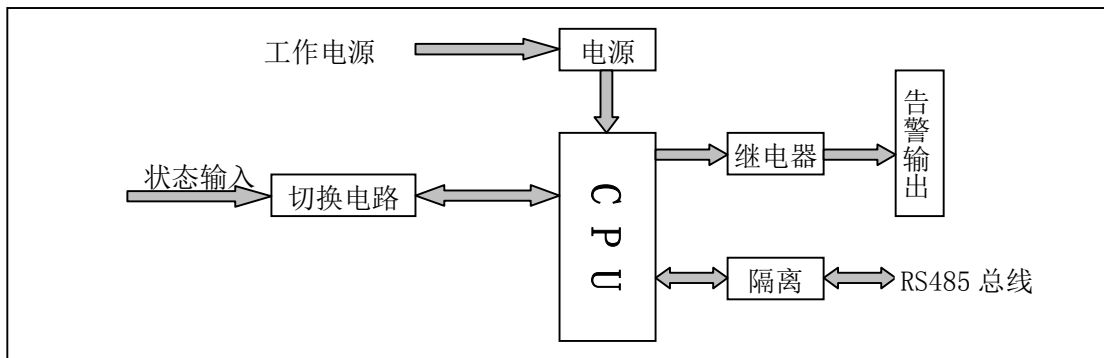 工作电源
电源
告警输出
继电器
状态输入
切换电路
CPU
隔离
RS485 总线